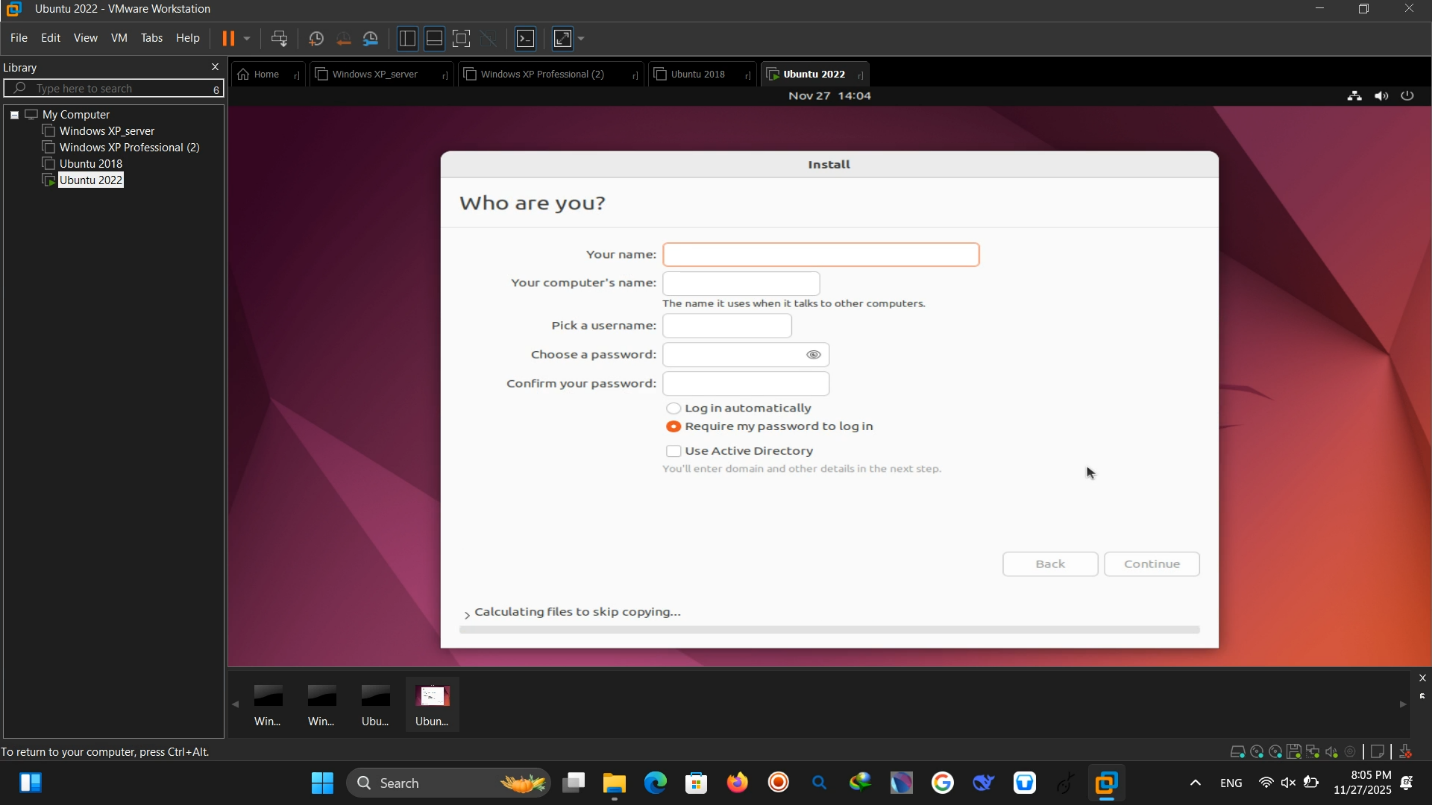 Ubuntu 2022 - VMware Workstation
File Edit View VM Tabs Help
Library
Type here to search
Home
Windows XP_server
Windows XP Professional (2)
Ubuntu 2018
Ubuntu 2022
My Computer
Windows XP_server
Windows XP Professional (2)
Ubuntu 2018
Ubuntu 2022
Nov 27 14:04
Install
Who are you?
Your name:
Your computer's name:
The name it uses when it talks to other computers.
Pick a username:
Choose a password:
Confirm your password:
Log in automatically
Require my password to log in
Use Active Directory
You'll enter domain and other details in the next step.
Back Continue
Calculating files to skip copying...
Win... Win... Ubu... Ubun...
To return to your computer, press Ctrl+Alt.
Search
ENG
8:05 PM
11/27/2025